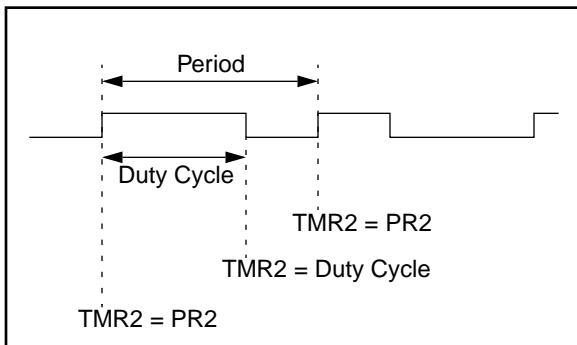 Period
Duty Cycle
TMR2 = PR2
TMR2 = Duty Cycle
TMR2 = PR2